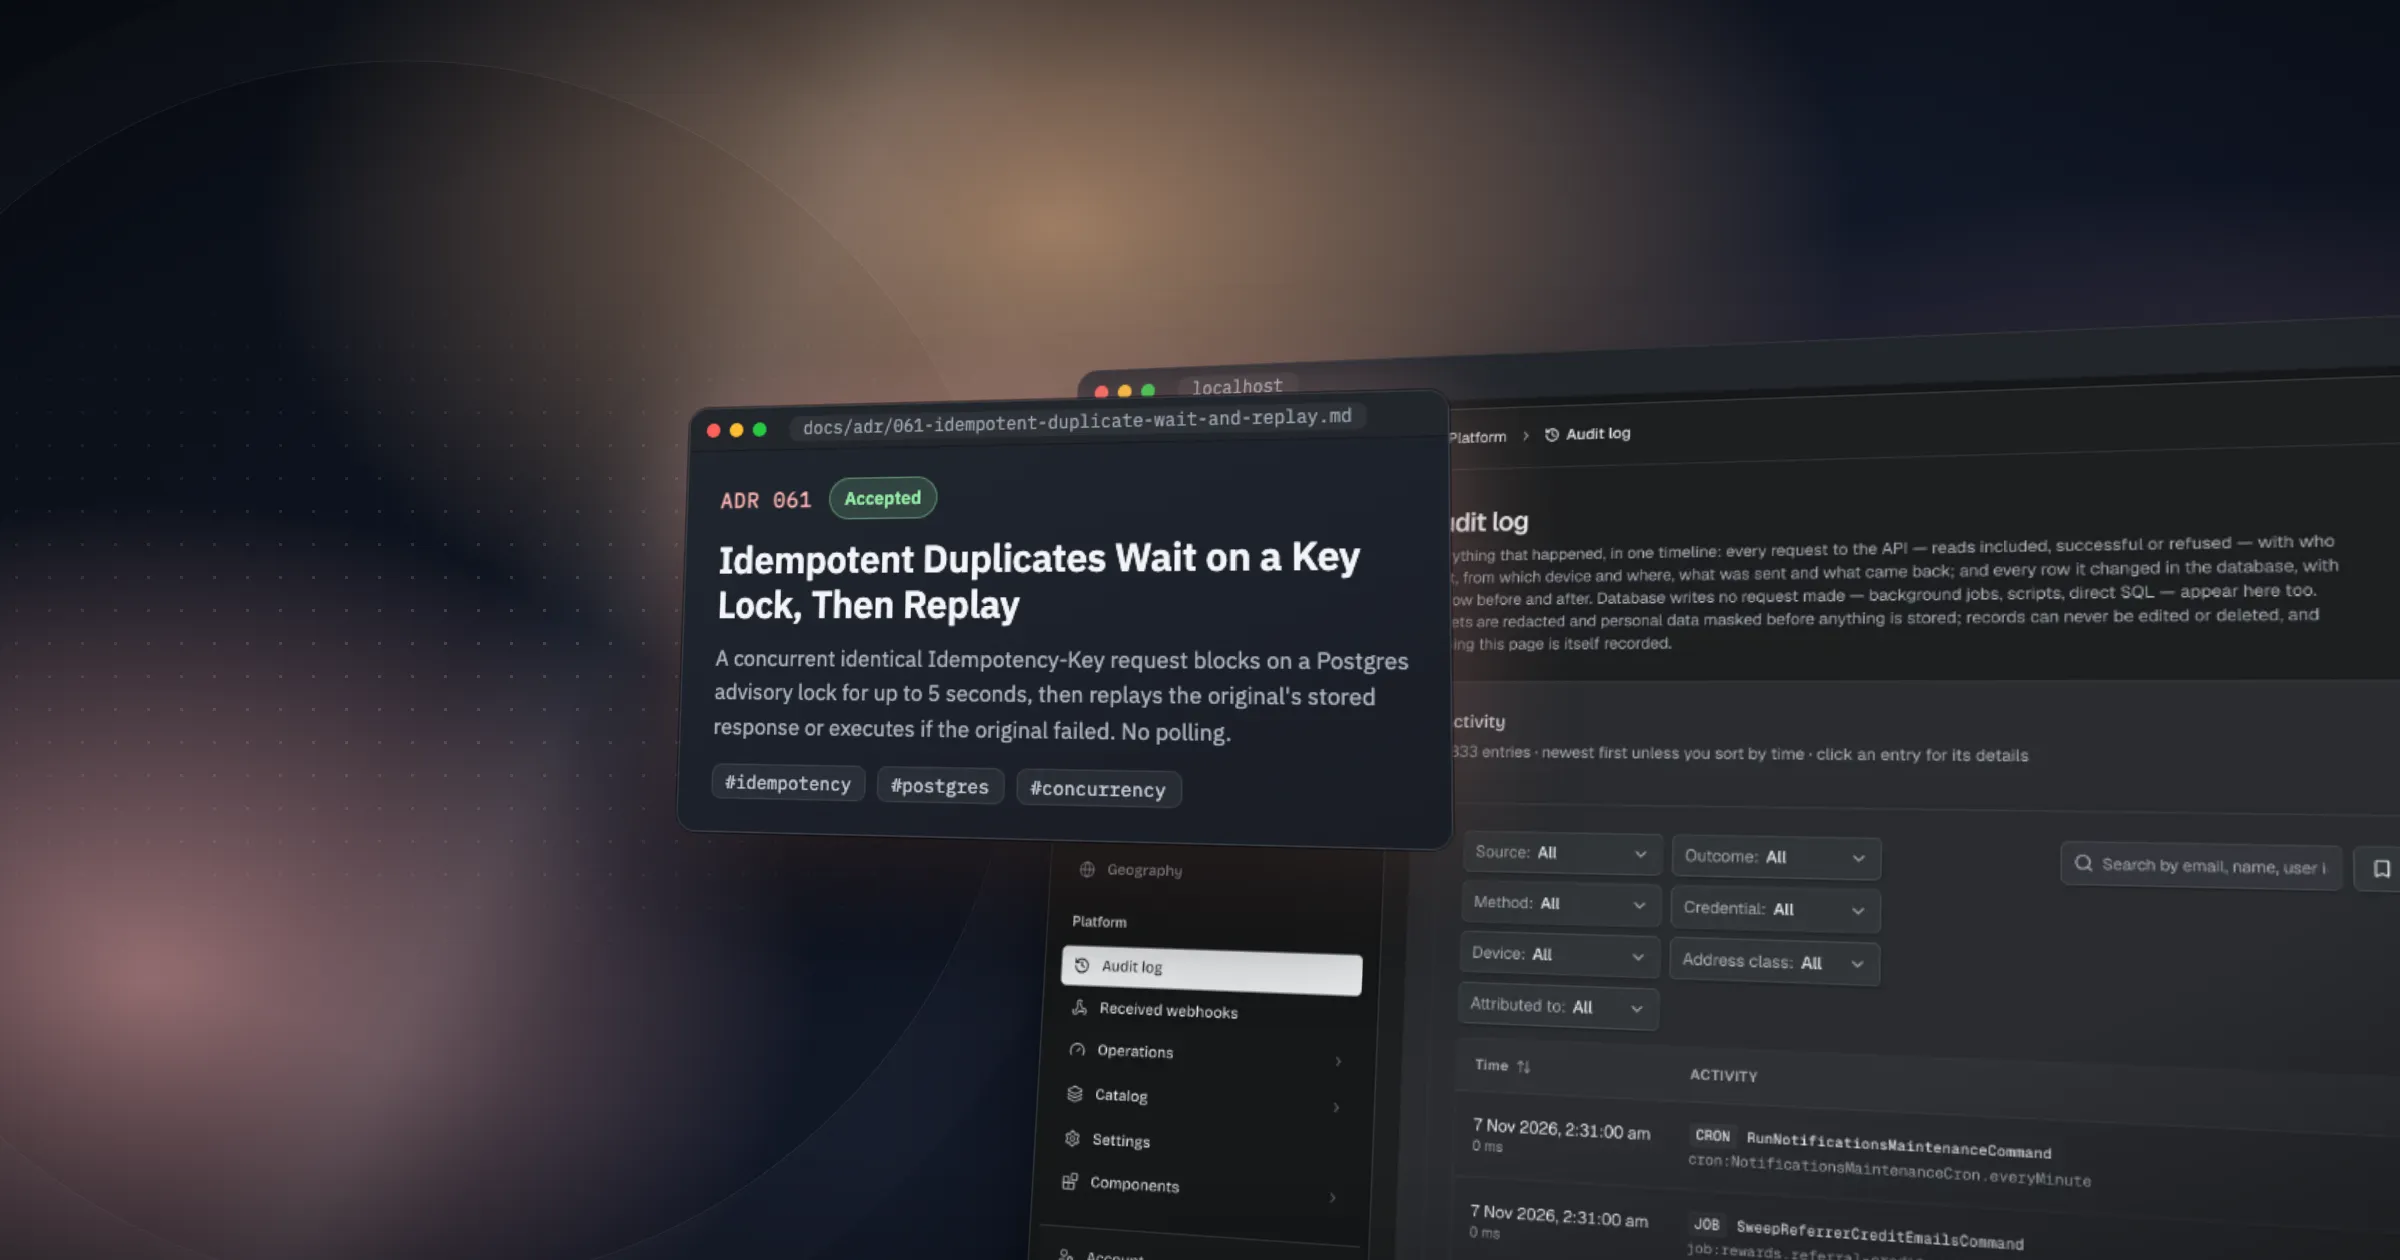 localhost
docs/adr/061-idempotent-duplicate-wait-and-replay.md
ADR 061
Accepted
Idempotent Duplicates Wait on a Key
Lock, Then Replay
A concurrent identical Idempotency-Key request blocks on a Postgres
advisory lock for up to 5 seconds, then replays the original's stored
response or executes if the original failed. No polling.
#idempotency #postgres #concurrency
Platform > Audit log
log
that happened, in one timeline: every request to the API — reads included, successful or refused — with who
from which device and where, what was sent and what came back; and every row it changed in the database, with
before and after. Database writes no request made — background jobs, scripts, direct SQL — appear here too.
are redacted and personal data masked before anything is stored; records can never be edited or deleted, and
this page is itself recorded.
entries · newest first unless you sort by time · click an entry for its details
Source: All
Outcome: All
Search by email, name, user
Method: All
Credential: All
Device: All
Address class: All
Attributed to: All
Time
ACTIVITY
7 Nov 2026, 2:31:00 am
0 ms
CRON RunNotificationsMaintenanceCommand
cron:NotificationsMaintenanceCron.everyMinute
7 Nov 2026, 2:31:00 am
0 ms
JOB SweepReferrerCreditEmailsCommand
Geography
Platform
Audit log
Received webhooks
Operations
Catalog
Settings
Components